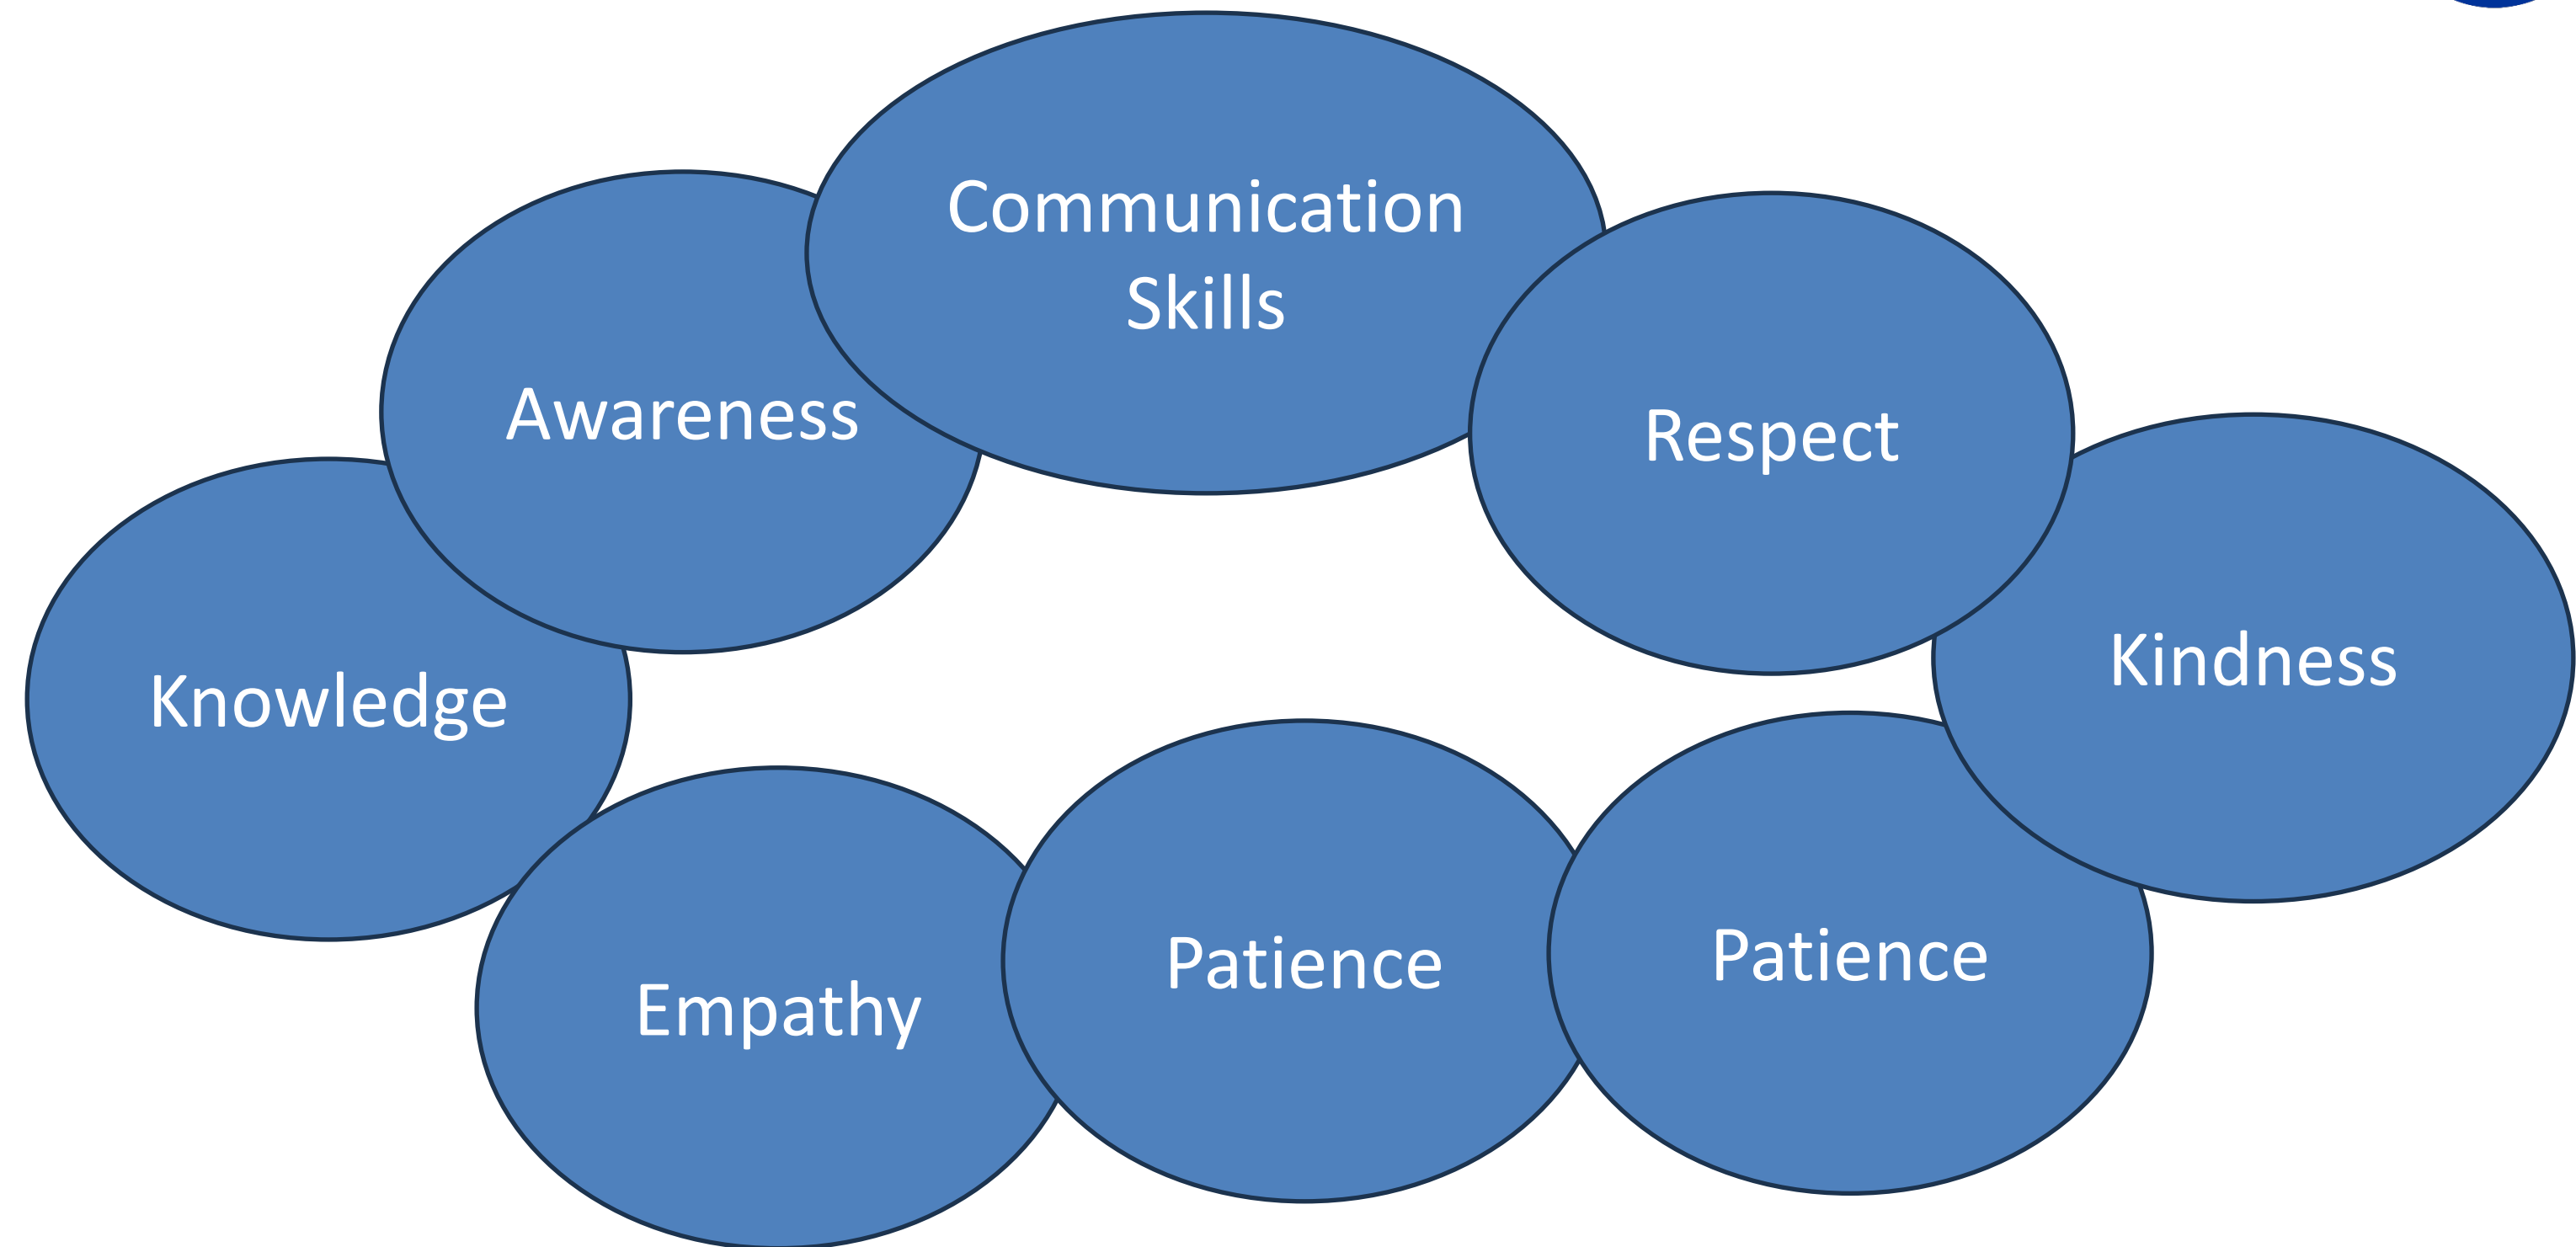 Communication
Skills
Awareness
Respect
Knowledge
Kindness
Empathy
Patience
Patience